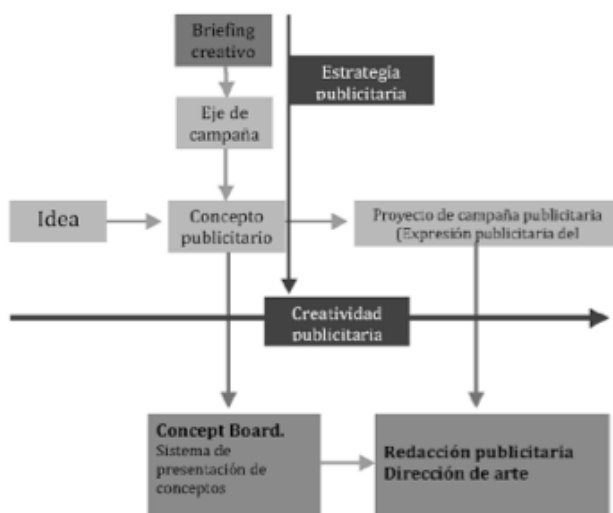 Briefing
creativo
Estrategia
publicitaria
Eje de
campaña
Idea
Concepto
publicitario
Proyecto de campaña publicitaria
(Expresión publicitaria del
Creatividad
publicitaria
Concept Board.
Sistema de
presentación de
conceptos
Redacción publicitaria
Dirección de arte